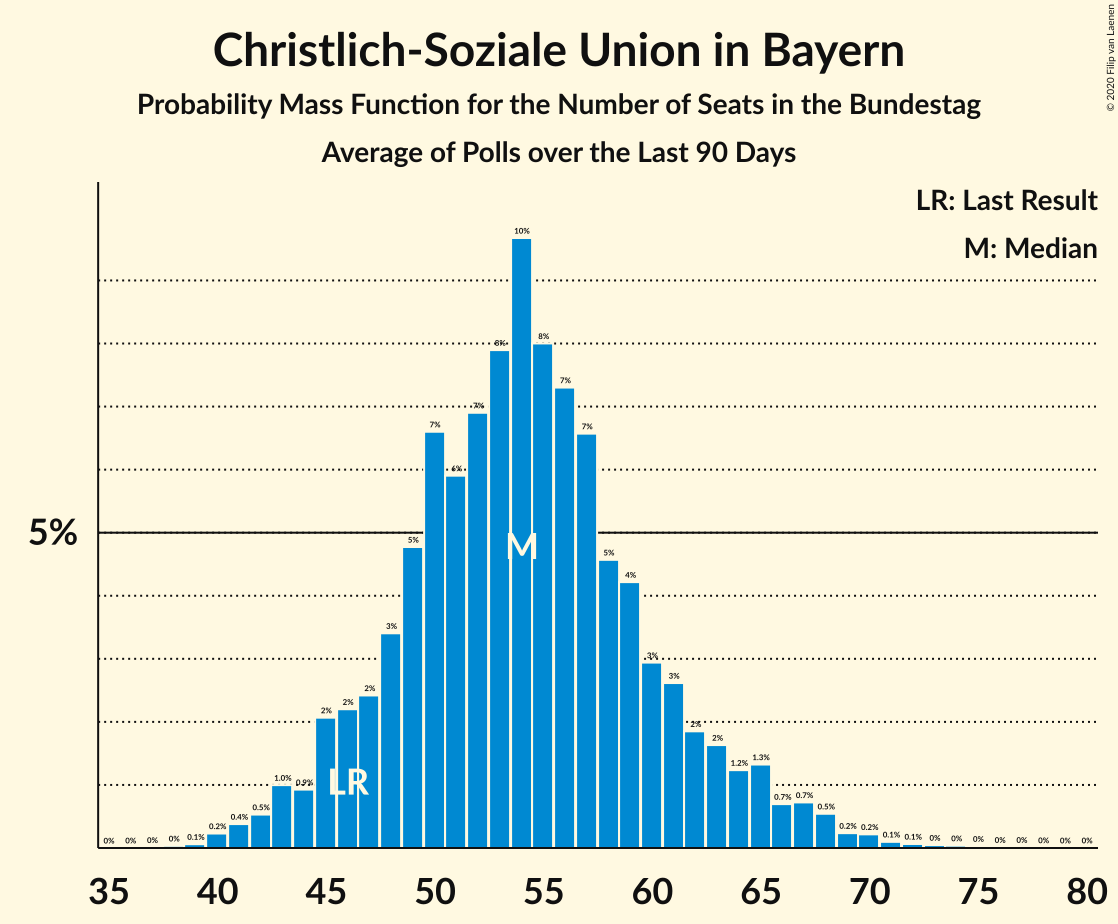 Christlich-Soziale Union in Bayern
Probability Mass Function for the Number of Seats in the Bundestag
Average of Polls over the Last 90 Days
© 2020 Filip van Laenen
LR: Last Result
M: Median
5%
0% 0% 0% 0% 0.1% 0.2% 0.4% 0.5% 1.0% 0.9% 2% 2% 2% 3% 5% 7% 6% 7% 8% 10% 8% 7% 7% 5% 4% 3% 3% 2% 2% 1.2% 1.3% 0.7% 0.7% 0.5% 0.2% 0.2% 0.1% 0.1% 0% 0% 0% 0% 0% 0% 0% 0%
M
LR
35 40 45 50 55 60 65 70 75 80